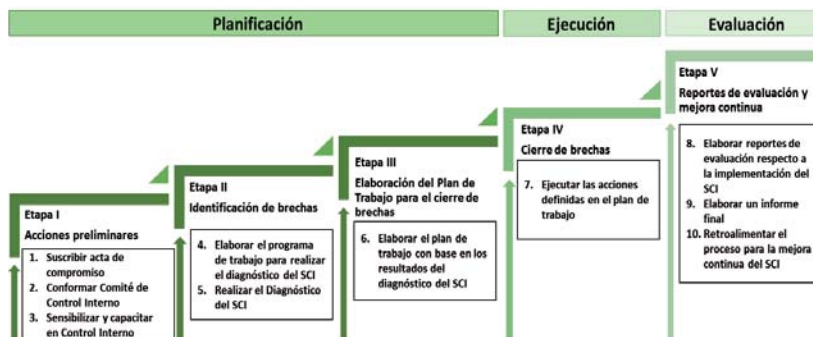 Planificación
Ejecución
Evaluación
Etapa I
Acciones preliminares
1. Suscribir acta de
compromiso
2. Conformar Comité de
Control Interno
3. Sensibilizar y capacitar
en Control Interno
Etapa II
Identificación de brechas
4. Elaborar el programa
de trabajo para realizar
el diagnóstico del SCI
5. Realizar el Diagnóstico
del SCI
Etapa III
Elaboración del Plan de
Trabajo para el cierre de
brechas
6. Elaborar el plan de
trabajo con base en los
resultados del
diagnóstico del SCI
Etapa IV
Cierre de brechas
7. Ejecutar las acciones
definidas en el plan de
trabajo
Etapa V
Reportes de evaluación y
mejora continua
8. Elaborar reportes de
evaluación respecto a
la implementación del
SCI
9. Elaborar un informe
final
10. Retroalimentar el
proceso para la mejora
continua del SCI